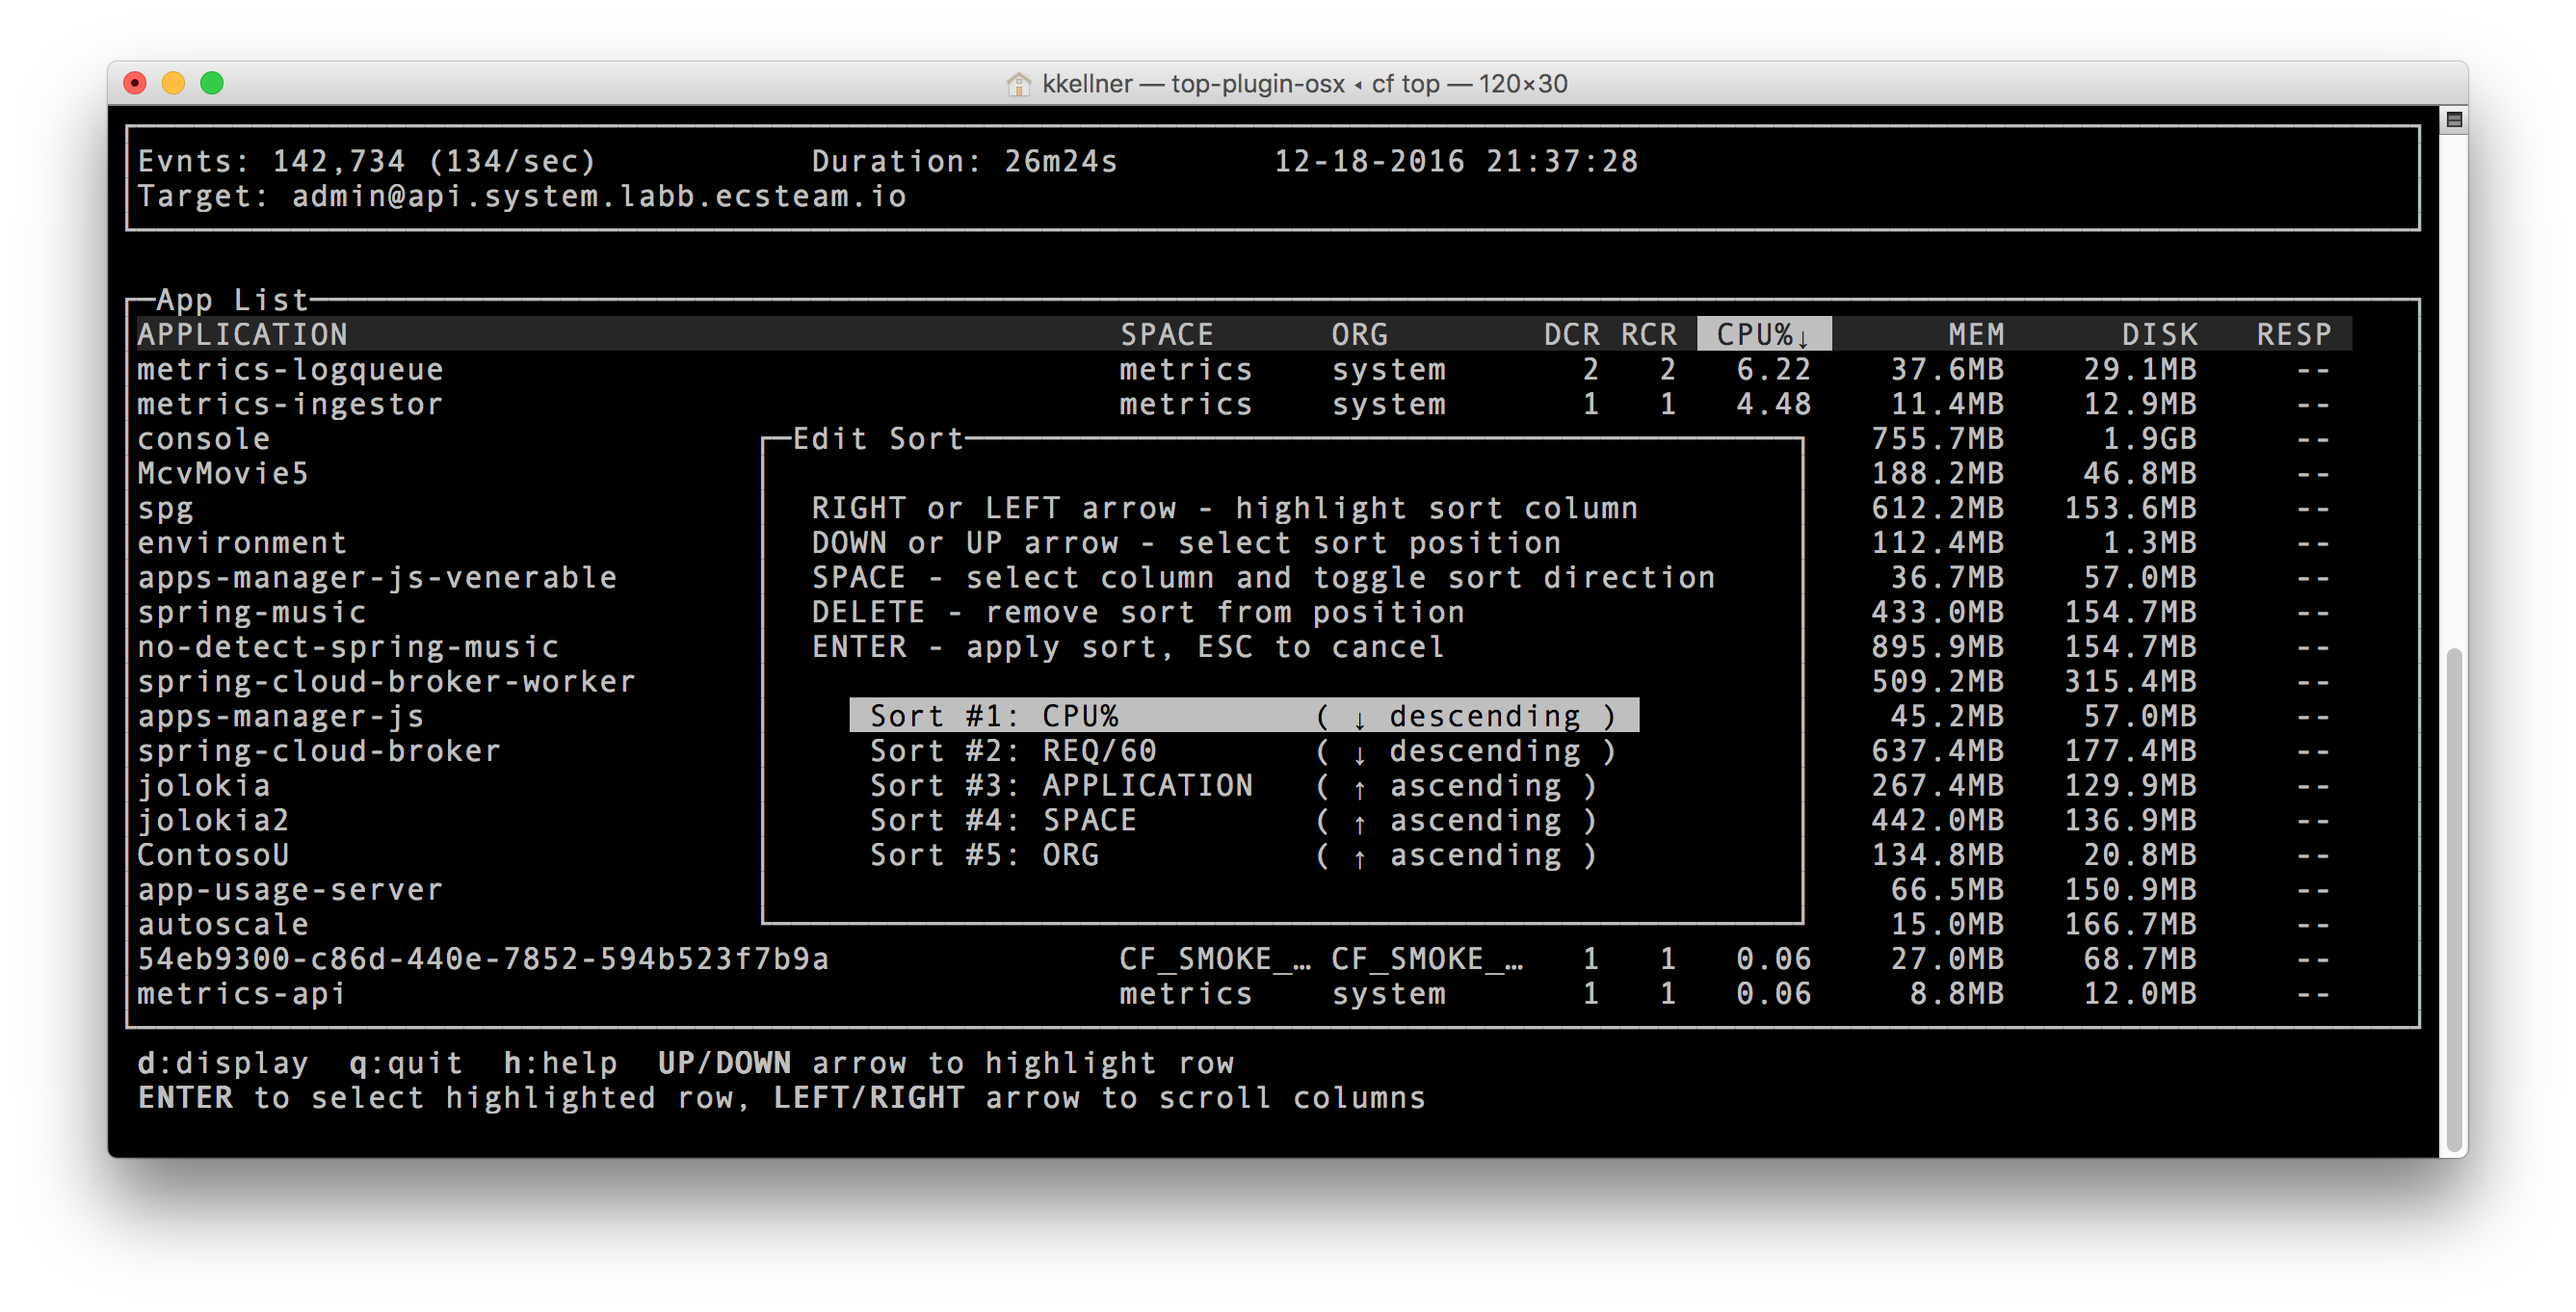 kkellner — top-plugin-osx ◂ cf top — 120×30
Evnts: 142,734 (134/sec) Duration: 26m24s 12-18-2016 21:37:28
Target: admin@api.system.labb.ecsteam.io
App List
APPLICATION SPACE ORG DCR RCR CPU%↓ MEM DISK RESP
metrics-logqueue metrics system 2 2 6.22 37.6MB 29.1MB --
metrics-ingestor metrics system 1 1 4.48 11.4MB 12.9MB --
console Edit Sort 755.7MB 1.9GB --
McvMovie5 188.2MB 46.8MB --
spg RIGHT or LEFT arrow - highlight sort column 612.2MB 153.6MB --
environment DOWN or UP arrow - select sort position 112.4MB 1.3MB --
apps-manager-js-venerable SPACE - select column and toggle sort direction 36.7MB 57.0MB --
spring-music DELETE - remove sort from position 433.0MB 154.7MB --
no-detect-spring-music ENTER - apply sort, ESC to cancel 895.9MB 154.7MB --
spring-cloud-broker-worker 509.2MB 315.4MB --
apps-manager-js Sort #1: CPU% ( ↓ descending ) 45.2MB 57.0MB --
spring-cloud-broker Sort #2: REQ/60 ( ↓ descending ) 637.4MB 177.4MB --
jolokia Sort #3: APPLICATION ( ↑ ascending ) 267.4MB 129.9MB --
jolokia2 Sort #4: SPACE ( ↑ ascending ) 442.0MB 136.9MB --
ContosoU Sort #5: ORG ( ↑ ascending ) 134.8MB 20.8MB --
app-usage-server 66.5MB 150.9MB --
autoscale 15.0MB 166.7MB --
54eb9300-c86d-440e-7852-594b523f7b9a CF_SMOKE_… CF_SMOKE_… 1 1 0.06 27.0MB 68.7MB --
metrics-api metrics system 1 1 0.06 8.8MB 12.0MB --
d:display q:quit h:help UP/DOWN arrow to highlight row
ENTER to select highlighted row, LEFT/RIGHT arrow to scroll columns